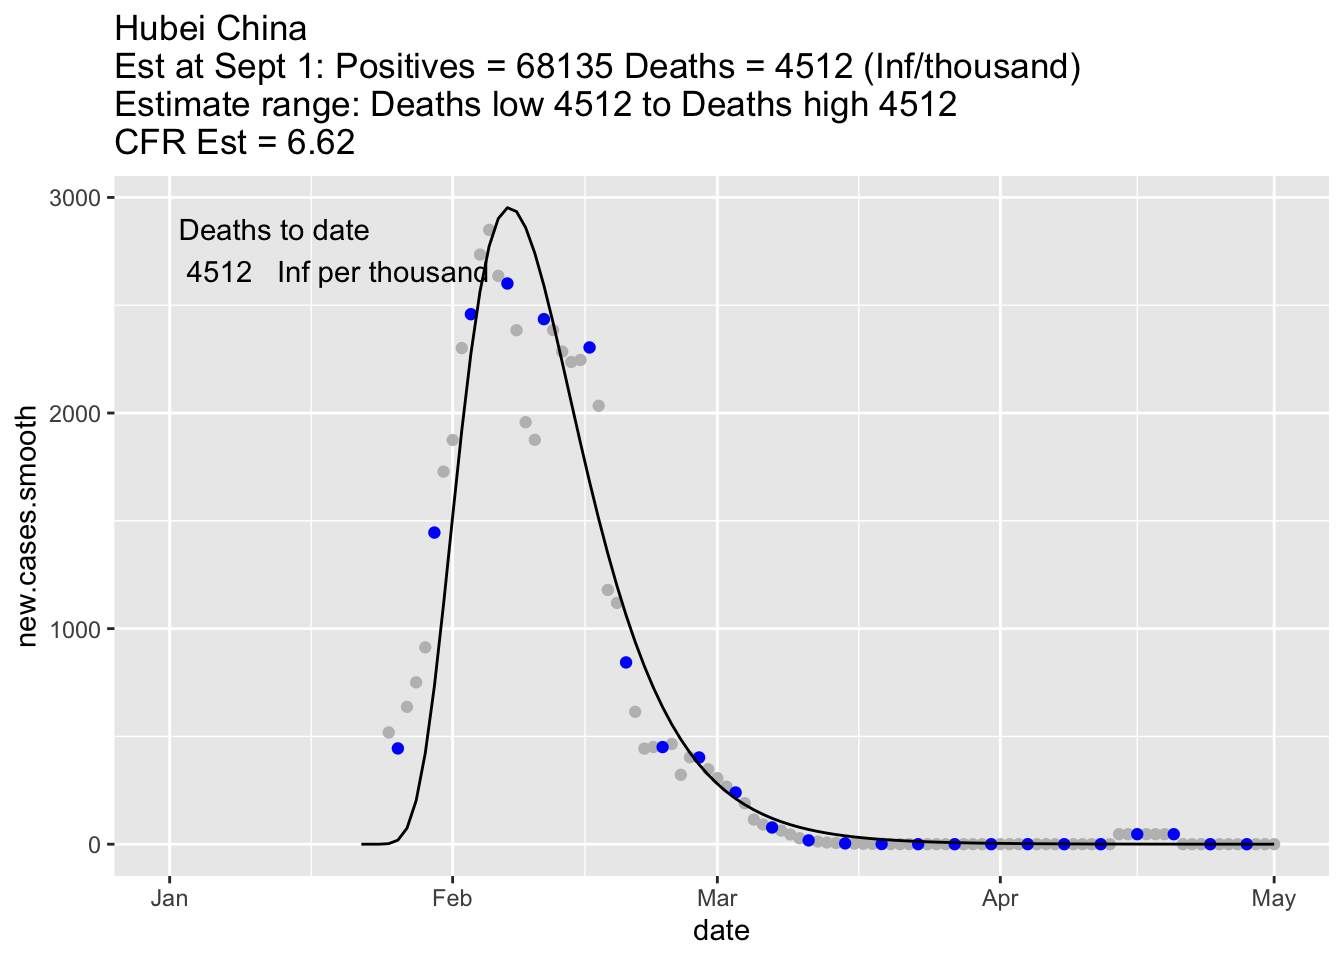 Hubei China
Est at Sept 1: Positives = 68135 Deaths = 4512 (Inf/thousand)
Estimate range: Deaths low 4512 to Deaths high 4512
CFR Est = 6.62
3000
Deaths to date
4512 Inf per thousand
2000
new.cases.smooth
1000
0
Jan Feb Mar Apr May
date